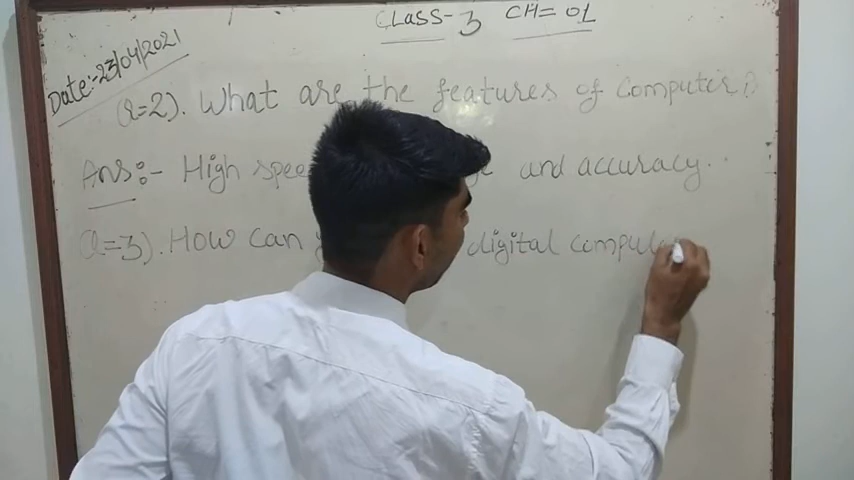 CLASS-3 CH=01
Date:-23/04/2021
Q=2). What are the features of Computer?
Ans:- High spee and accuracy.
Q=3). How can digital compu